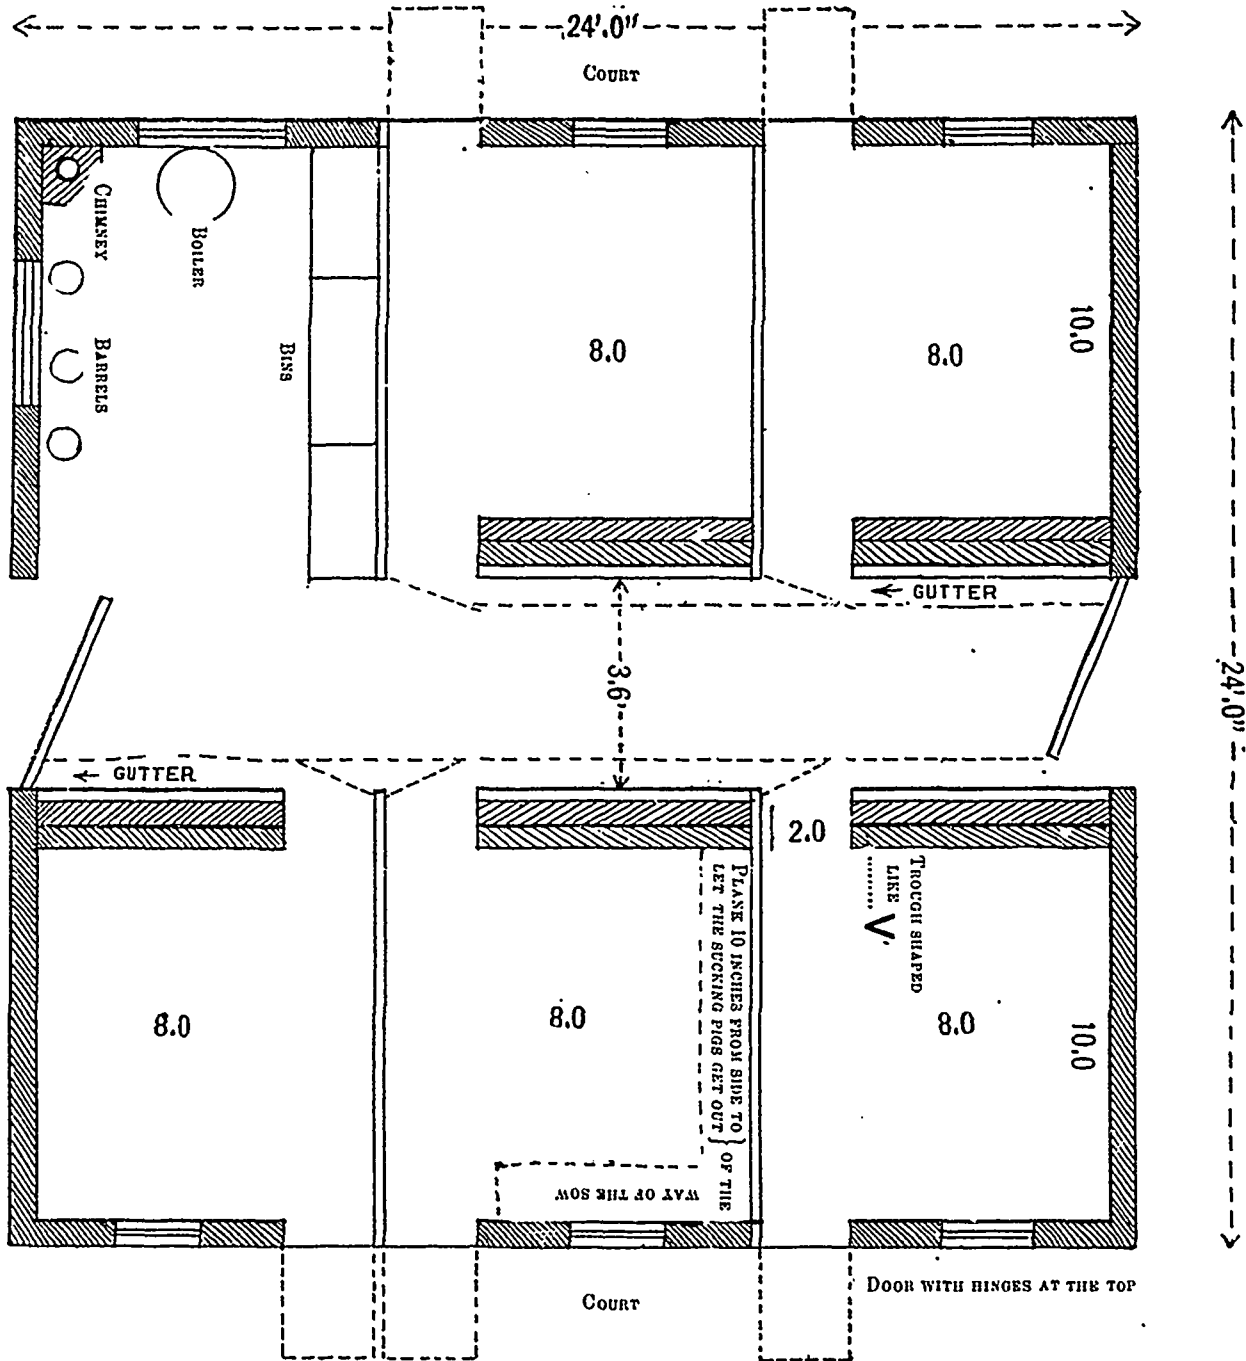 24'.0"
COURT
CHIMNEY
BOILER
BARRELS
BINS
8.0
8.0
10.0
← GUTTER
3.6'
24'.0"
← GUTTER
2.0
TROUGH SHAPED
LIKE V
PLANK 10 INCHES FROM SIDE TO
LET THE SUCKING PIGS GET OUT } OF THE
WAY OF THE SOW
8.0
8.0
8.0
10.0
COURT
DOOR WITH HINGES AT THE TOP